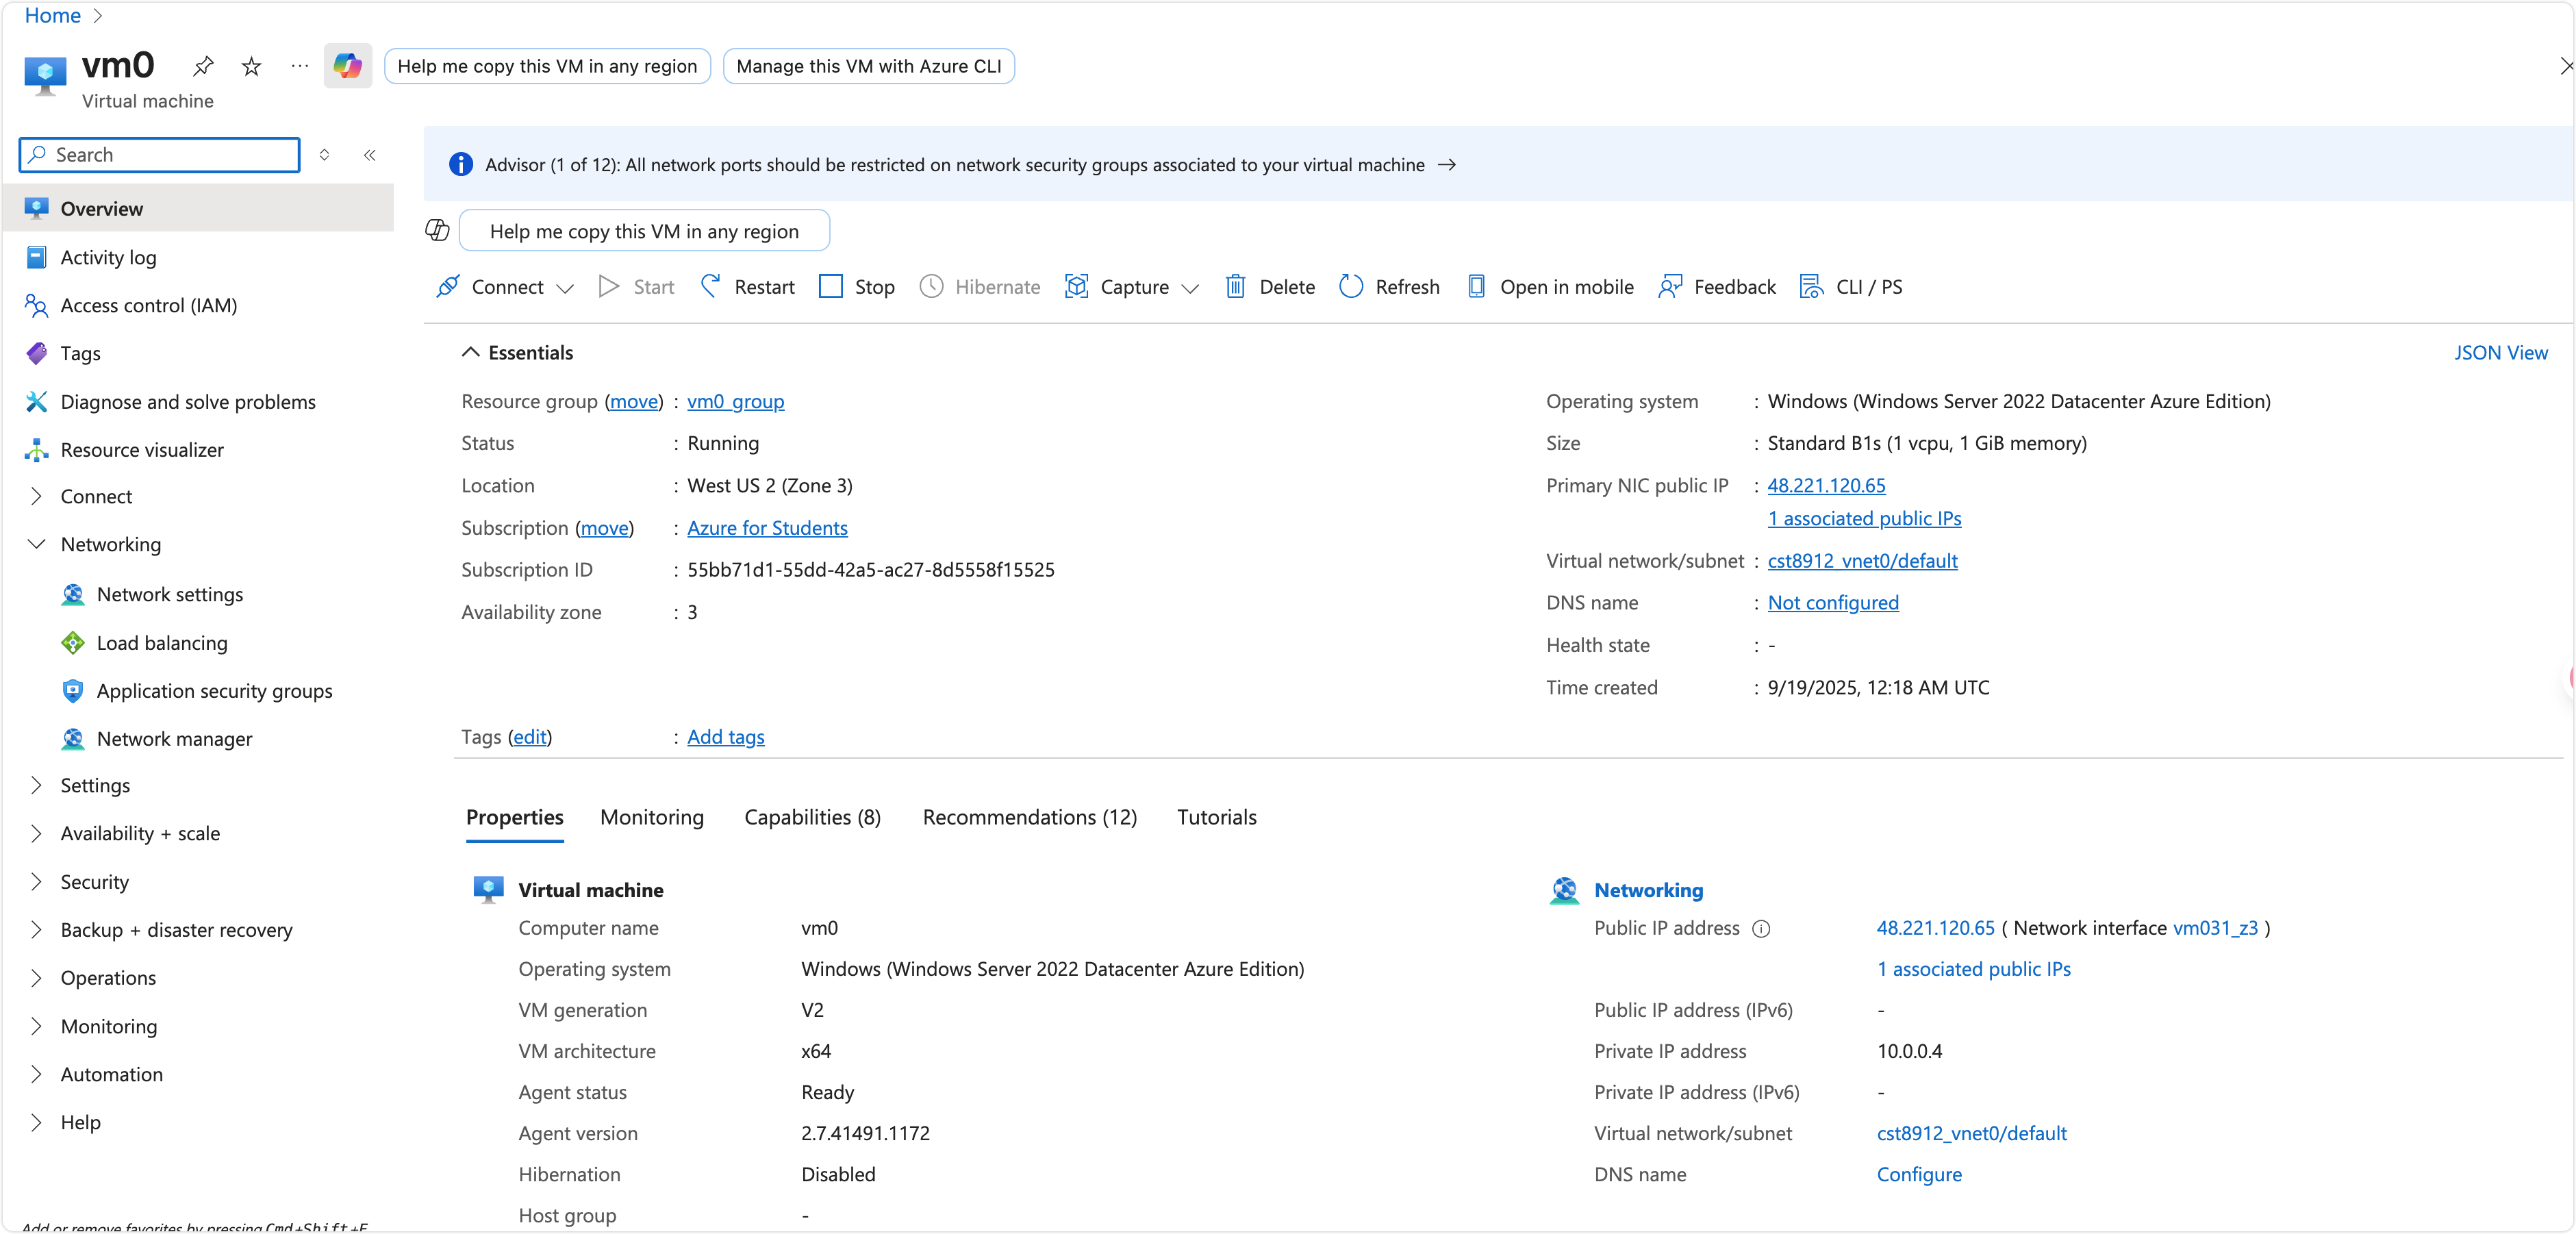 Home
vm0
Help me copy this VM in any region
Manage this VM with Azure CLI
Virtual machine
Search
Overview
Activity log
Access control (IAM)
Tags
Diagnose and solve problems
Resource visualizer
Connect
Networking
Network settings
Load balancing
Application security groups
Network manager
Settings
Availability + scale
Security
Backup + disaster recovery
Operations
Monitoring
Automation
Help
Add or remove favorites by pressing Cmd+Shift+F
Advisor (1 of 12): All network ports should be restricted on network security groups associated to your virtual machine →
Help me copy this VM in any region
Connect Start Restart Stop Hibernate Capture Delete Refresh Open in mobile Feedback CLI / PS
Essentials
JSON View
Resource group (move) : vm0_group
Status : Running
Location : West US 2 (Zone 3)
Subscription (move) : Azure for Students
Subscription ID : 55bb71d1-55dd-42a5-ac27-8d5558f15525
Availability zone : 3
Operating system : Windows (Windows Server 2022 Datacenter Azure Edition)
Size : Standard B1s (1 vcpu, 1 GiB memory)
Primary NIC public IP : 48.221.120.65
1 associated public IPs
Virtual network/subnet : cst8912_vnet0/default
DNS name : Not configured
Health state : -
Time created : 9/19/2025, 12:18 AM UTC
Tags (edit) : Add tags
Properties Monitoring Capabilities (8) Recommendations (12) Tutorials
Virtual machine
Computer name vm0
Operating system Windows (Windows Server 2022 Datacenter Azure Edition)
VM generation V2
VM architecture x64
Agent status Ready
Agent version 2.7.41491.1172
Hibernation Disabled
Host group -
Networking
Public IP address 48.221.120.65 ( Network interface vm031_z3 )
1 associated public IPs
Public IP address (IPv6) -
Private IP address 10.0.0.4
Private IP address (IPv6) -
Virtual network/subnet cst8912_vnet0/default
DNS name Configure